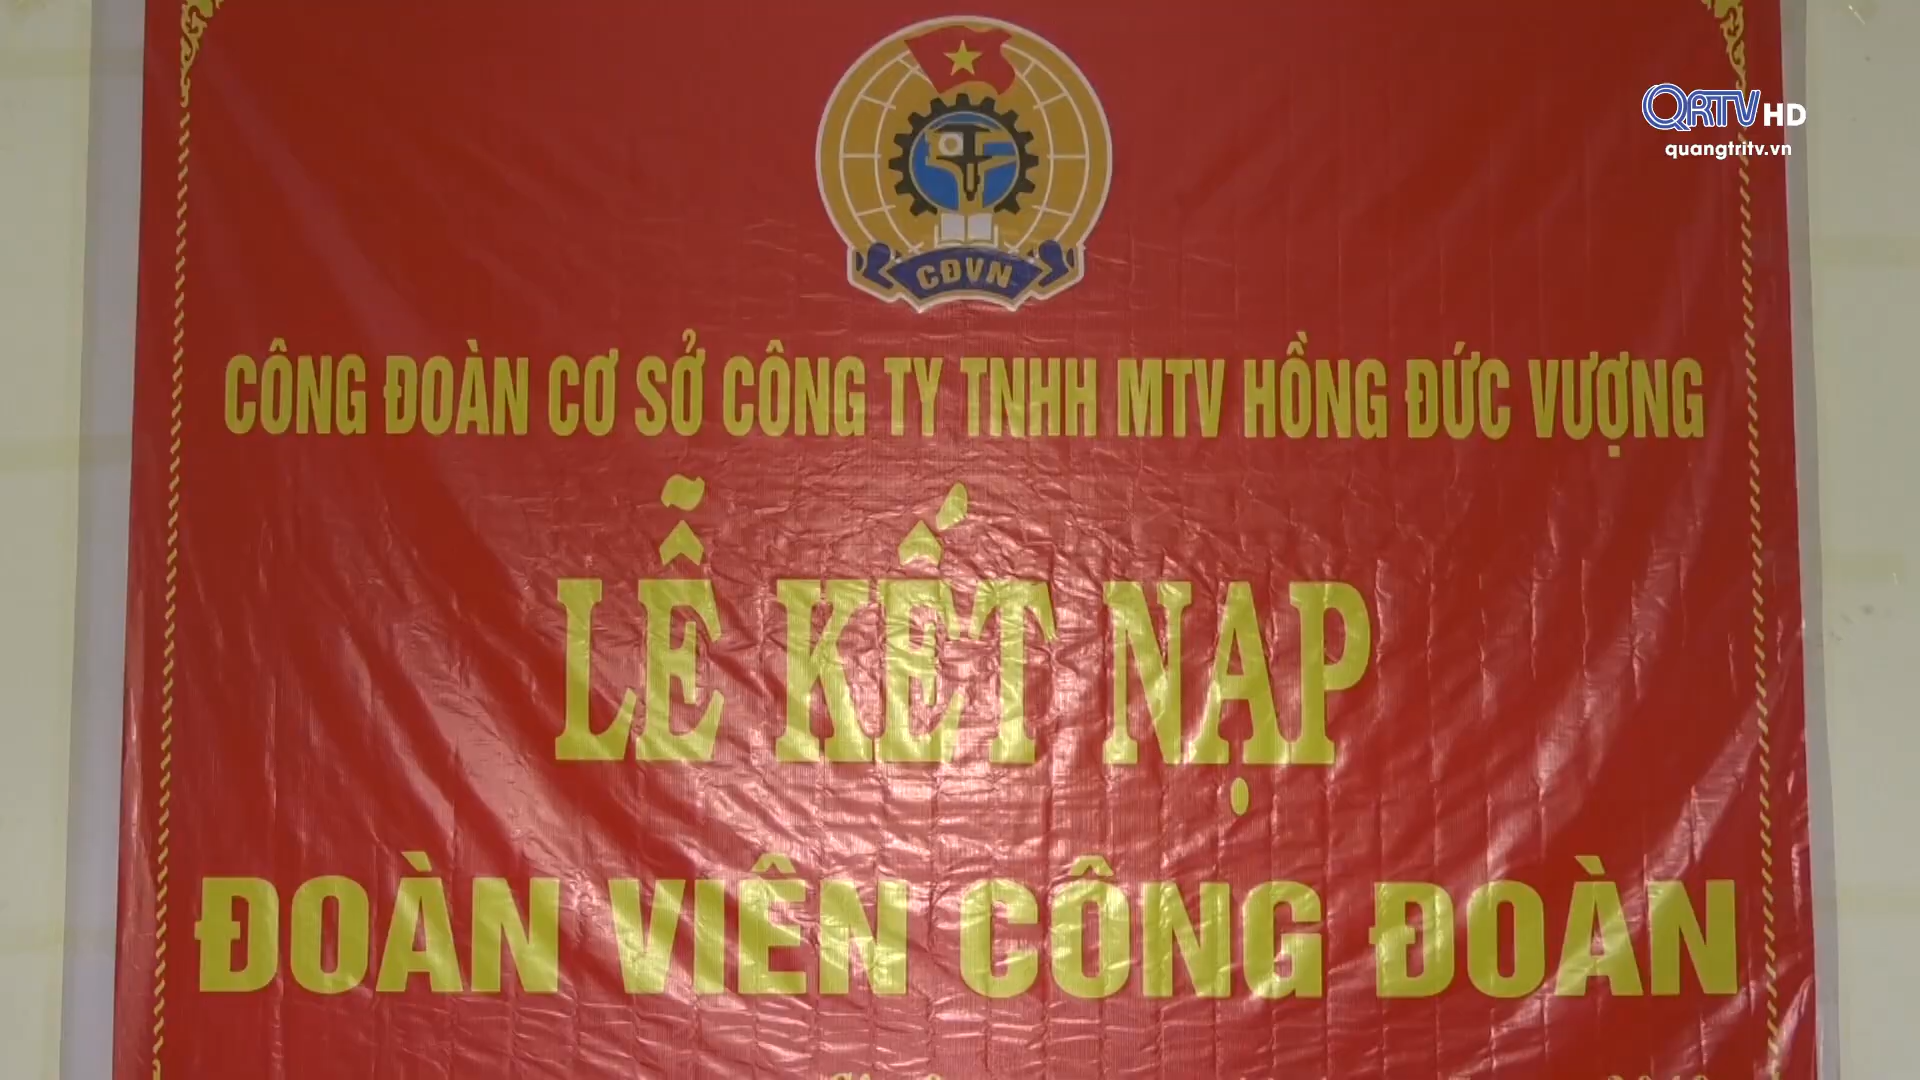 QRTV HD
quangtritv.vn
CĐVN
CÔNG ĐOÀN CƠ SỞ CÔNG TY TNHH MTV HỒNG ĐỨC VƯỢNG
LỄ KẾT NẠP
ĐOÀN VIÊN CÔNG ĐOÀN